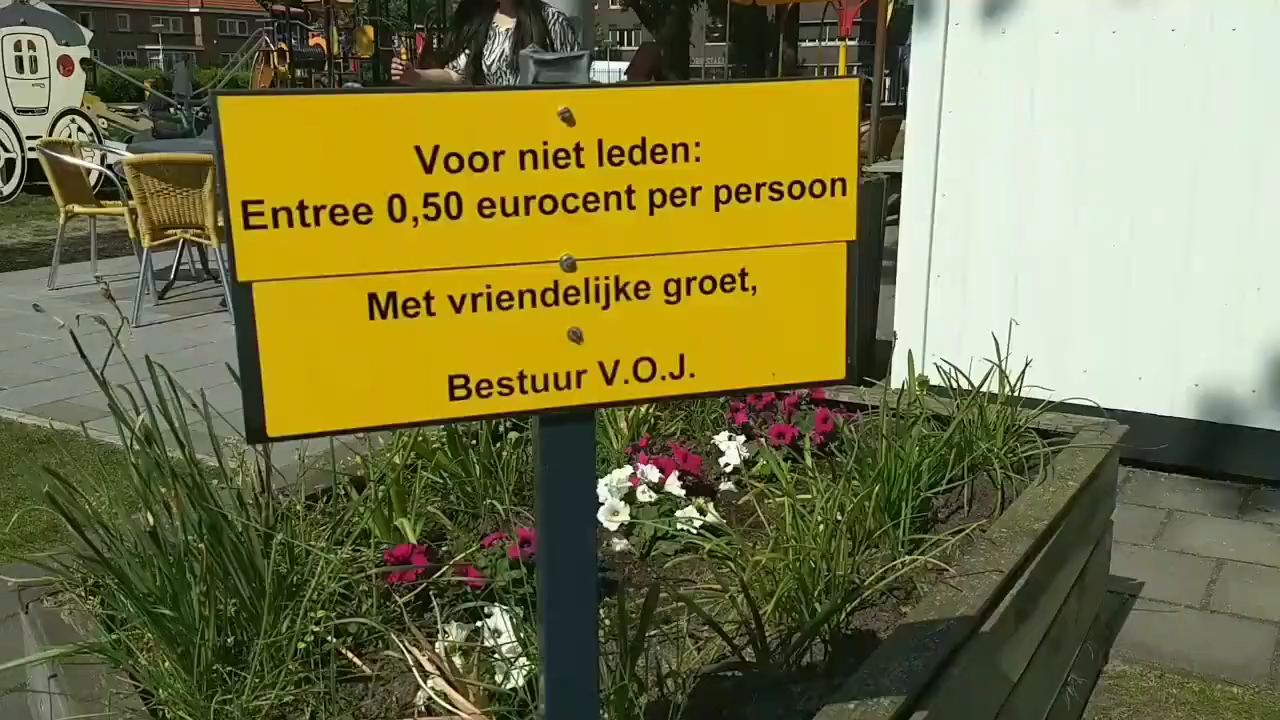 Voor niet leden:
Entree 0,50 eurocent per persoon
Met vriendelijke groet,
Bestuur V.O.J.